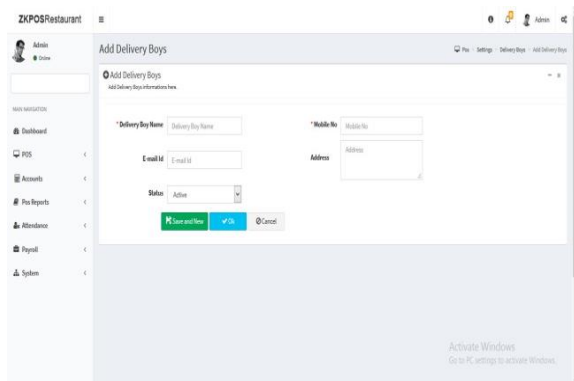 ZKPOSRestaurant
Admin
Admin
Online
Add Delivery Boys
Pos Settings Delivery Boys Add Delivery Boys
Add Delivery Boys
Add Delivery Boys informations here.
MAIN NAVIGATION
Dashboard
POS
Accounts
Pos Reports
Attendance
Payroll
System
* Delivery Boy Name Delivery Boy Name
* Mobile No Mobile No
E-mail Id E-mail Id
Address Address
Status Active
Save and New Ok Cancel
Activate Windows
Go to PC settings to activate Windows.